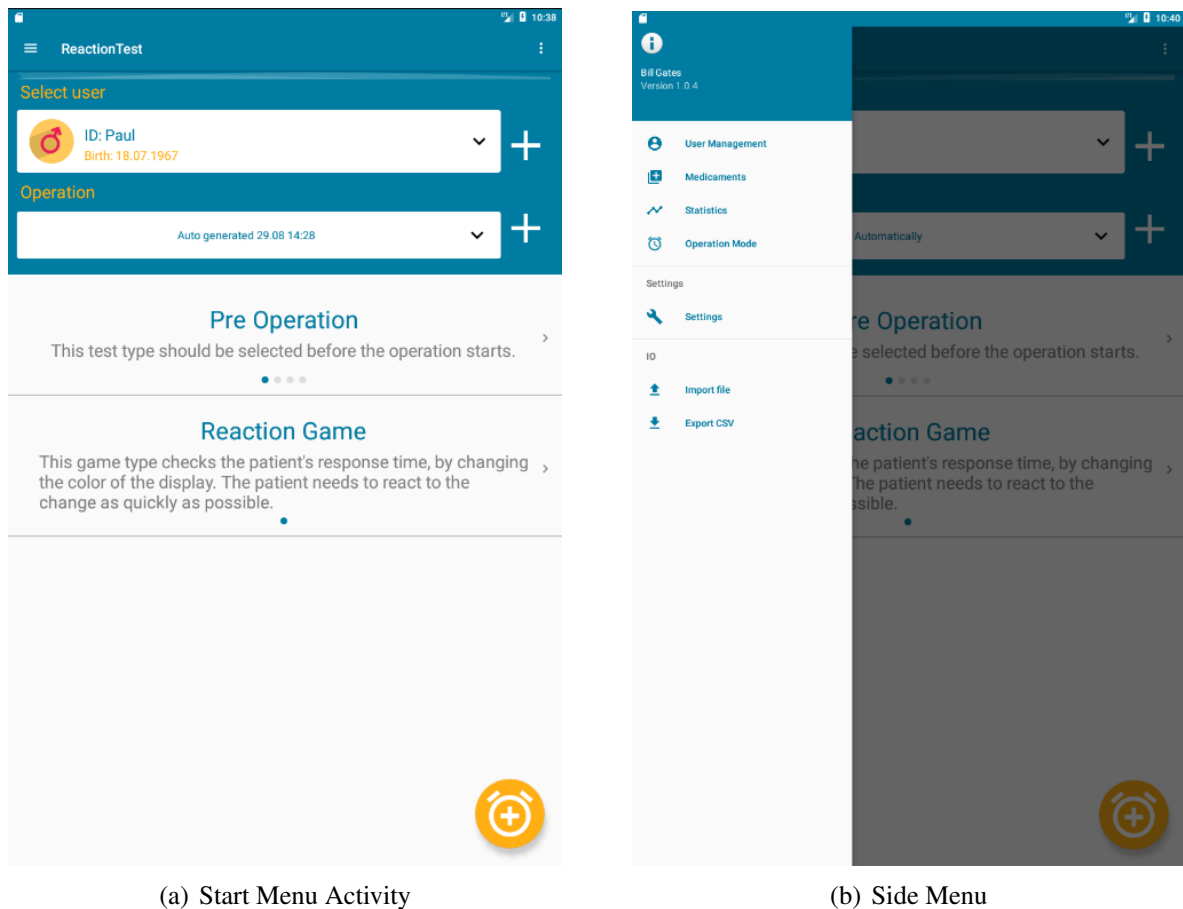 10:38
ReactionTest
Select user
ID: Paul
Birth: 18.07.1967
Operation
Auto generated 29.08 14:28
Pre Operation
This test type should be selected before the operation starts.
Reaction Game
This game type checks the patient's response time, by changing
the color of the display. The patient needs to react to the
change as quickly as possible.
(a) Start Menu Activity
10:40
Bill Gates
Version 1.0.4
User Management
Medicaments
Statistics
Operation Mode
Settings
Settings
IO
Import file
Export CSV
Automatically
re Operation
e selected before the operation starts.
action Game
he patient's response time, by changing
The patient needs to react to the
ssible.
(b) Side Menu